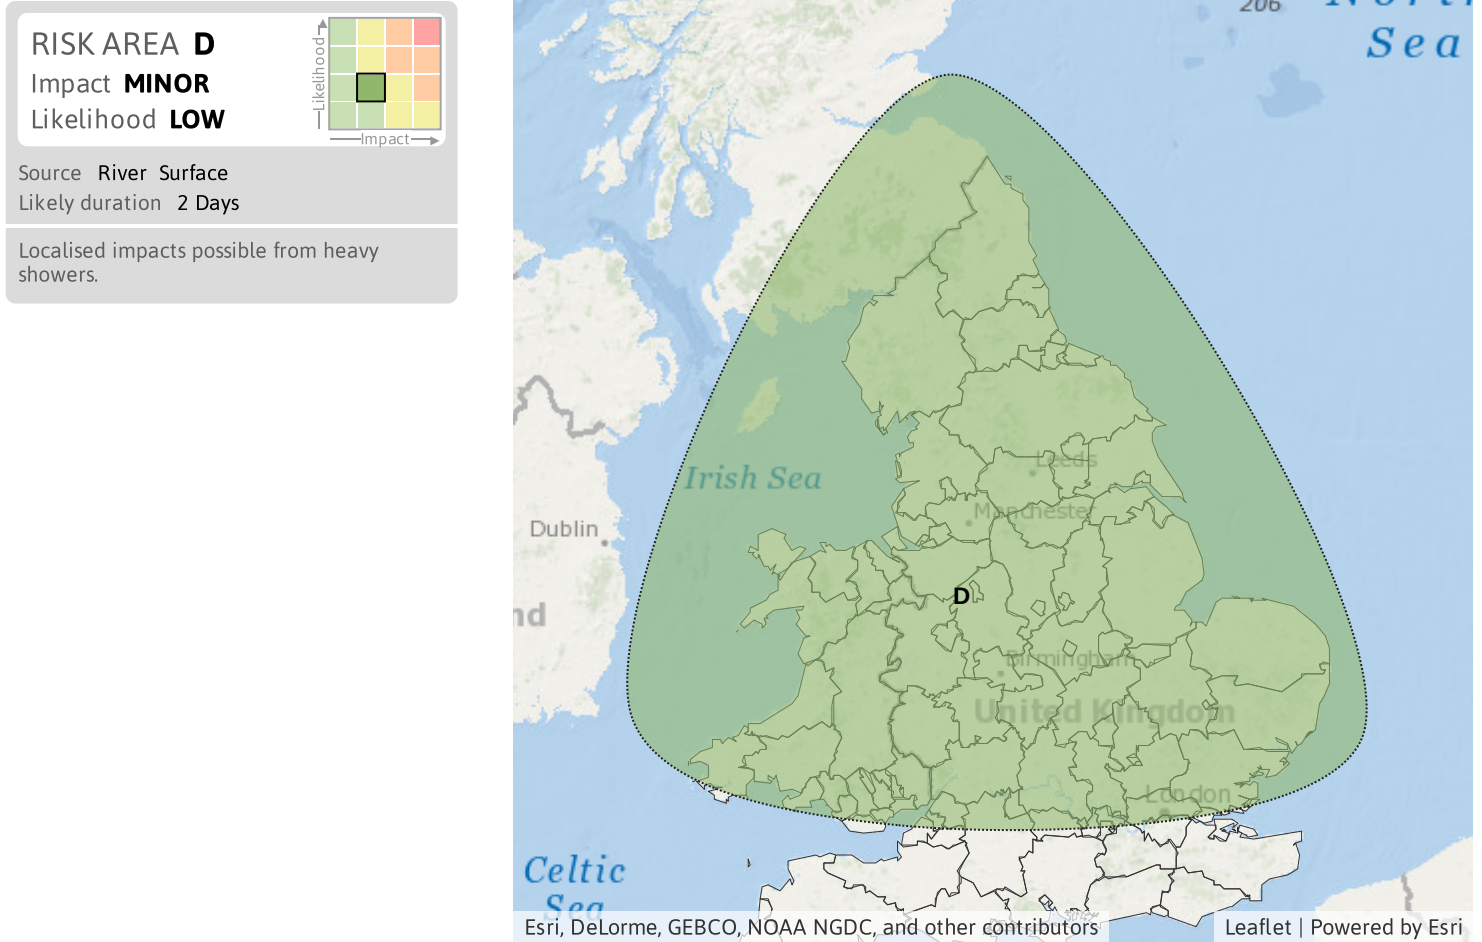 RISK AREA D
Impact MINOR
Likelihood LOW
Likelihood
Impact
Source River Surface
Likely duration 2 Days
Localised impacts possible from heavy
showers.
206
Sea
Irish Sea
Leeds
Manchester
Dublin
nd
D
Birmingham
United Kingdom
London
Celtic
Sea
Esri, DeLorme, GEBCO, NOAA NGDC, and other contributors
Leaflet | Powered by Esri